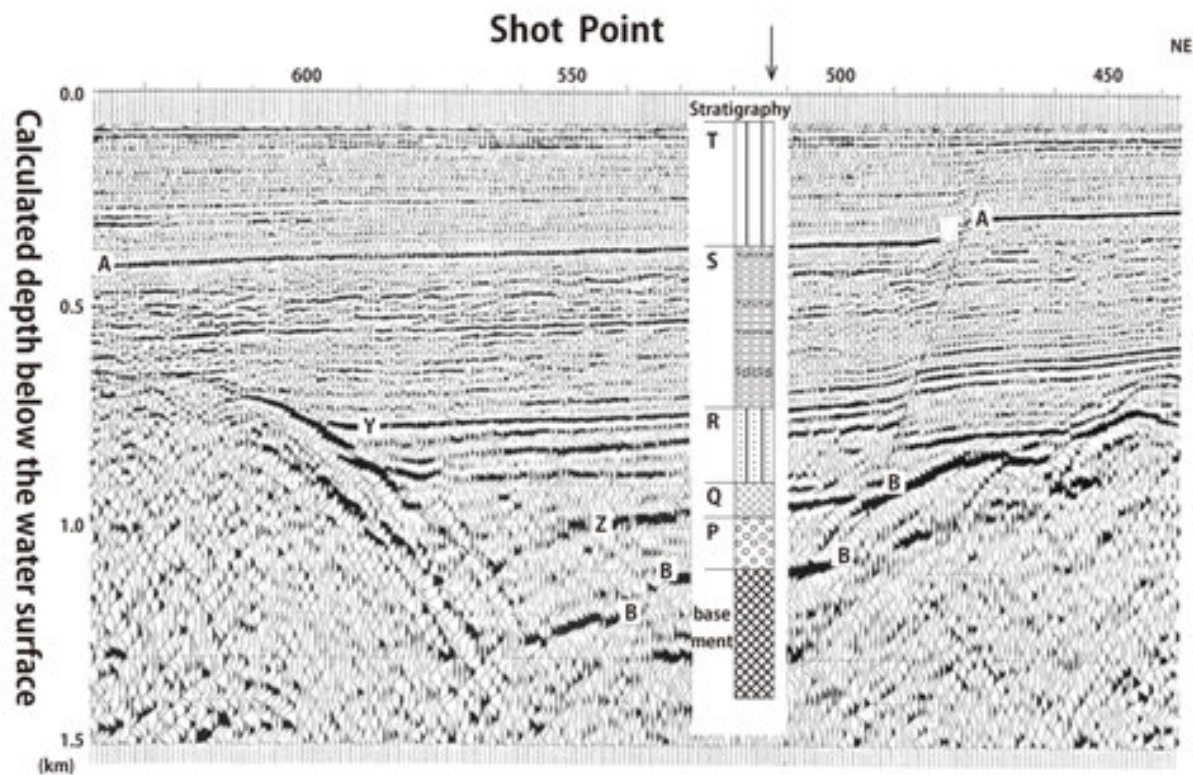 Shot Point
NE
600 550 500 450
0.0
Stratigraphy
T
A
A
S
0.5
Y
R
B
Q
1.0
Z
P
B
B
B
base
ment
1.5
(km)
Calculated depth below the water surface